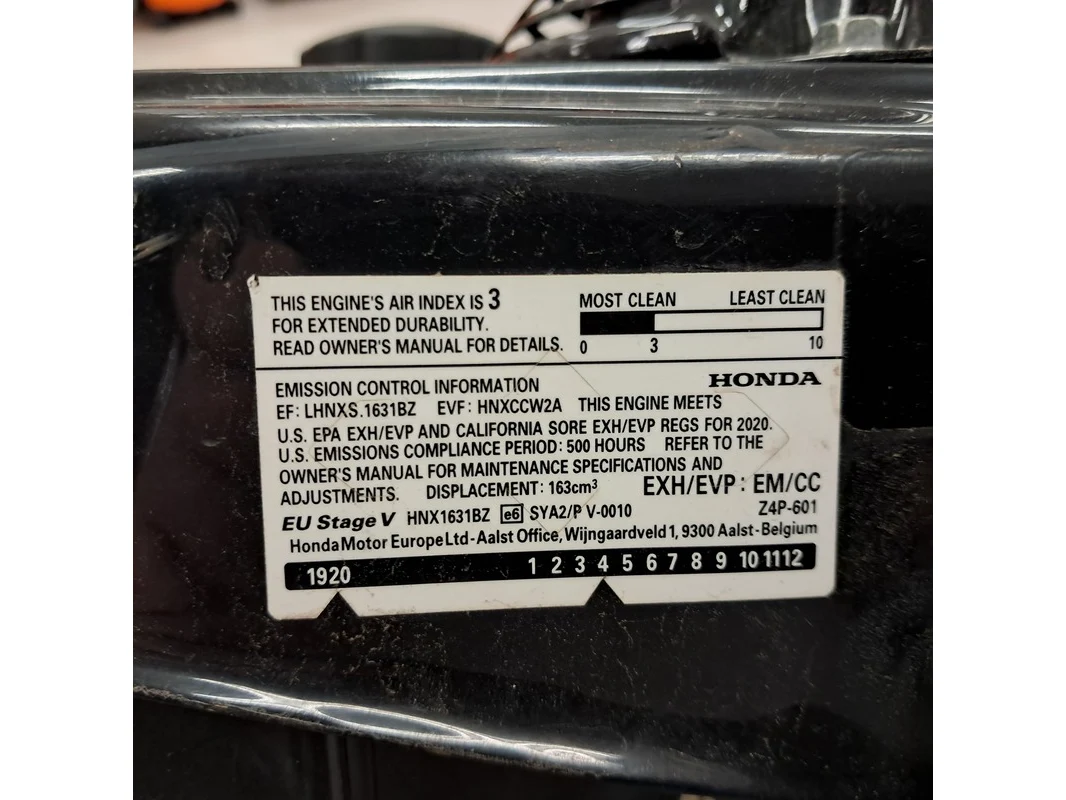 THIS ENGINE'S AIR INDEX IS 3
FOR EXTENDED DURABILITY.
READ OWNER'S MANUAL FOR DETAILS.
MOST CLEAN LEAST CLEAN
0 3 10
HONDA
EMISSION CONTROL INFORMATION
EF: LHNXS.1631BZ EVF: HNXCCW2A THIS ENGINE MEETS
U.S. EPA EXH/EVP AND CALIFORNIA SORE EXH/EVP REGS FOR 2020.
U.S. EMISSIONS COMPLIANCE PERIOD: 500 HOURS REFER TO THE
OWNER'S MANUAL FOR MAINTENANCE SPECIFICATIONS AND
ADJUSTMENTS. DISPLACEMENT: 163cm³ EXH/EVP: EM/CC
EU Stage V HNX1631BZ e6 SYA2/P V-0010 Z4P-601
Honda Motor Europe Ltd-Aalst Office, Wijngaardveld 1, 9300 Aalst-Belgium
1920 1 2 3 4 5 6 7 8 9 10 11 12